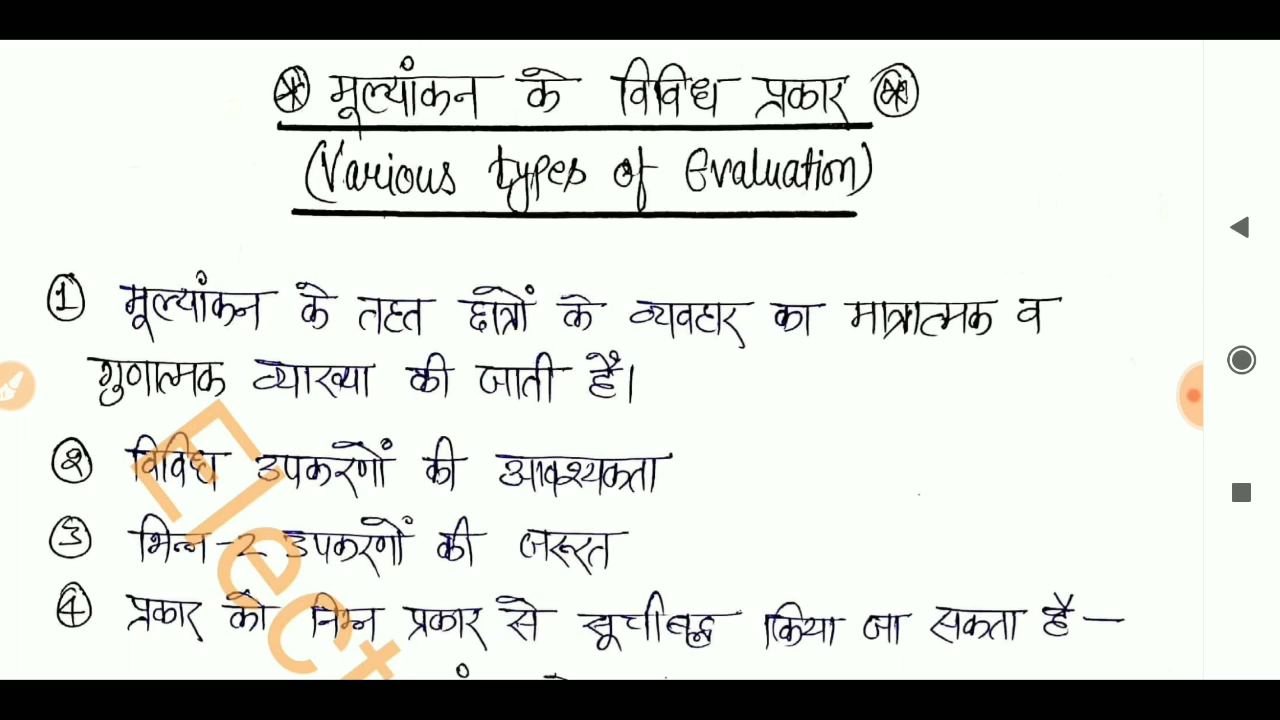 मूल्यांकन के विविध प्रकार
(Various types of Evaluation)
① मूल्यांकन के तहत छात्रों के व्यवहार का मात्रात्मक व
गुणात्मक व्याख्या की जाती है।
② विविध उपकरणों की आवश्यकता
③ भिन्न-2 उपकरणों की जरूरत
④ प्रकार को निम्न प्रकार से सूचीबद्ध किया जा सकता है —